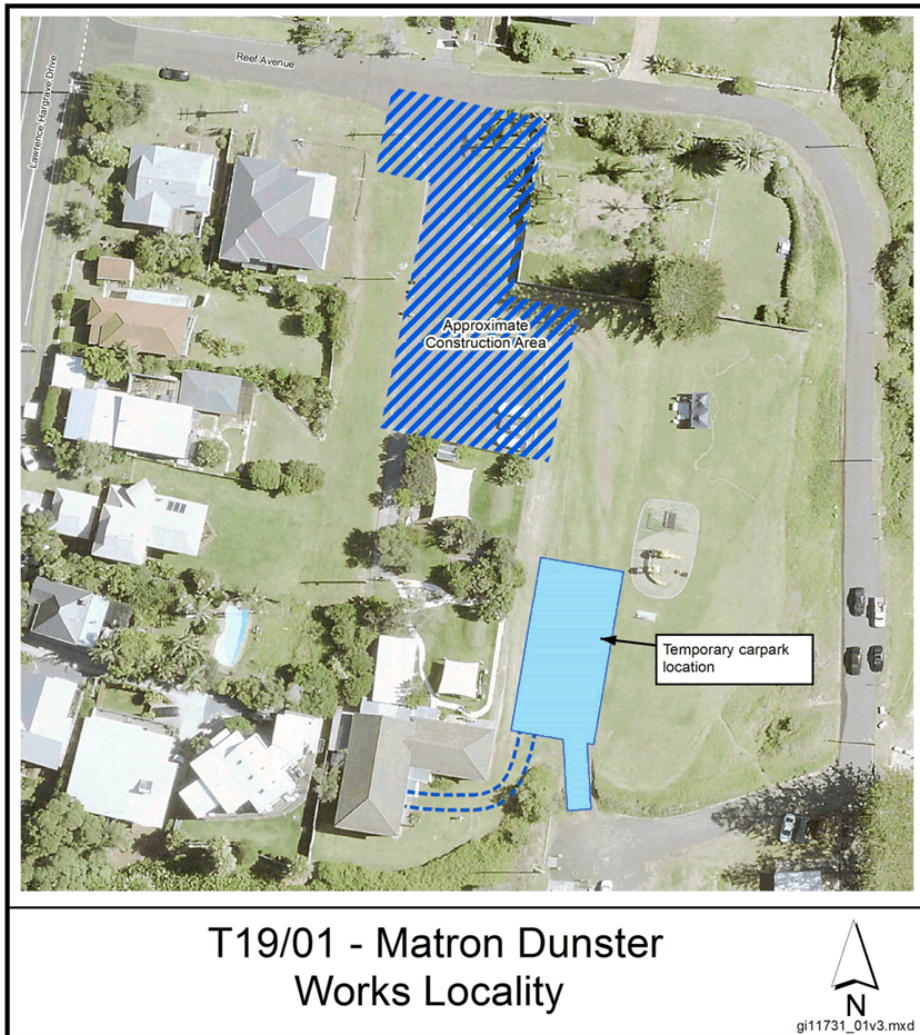 Reef Avenue
Lawrence Hargrave Drive
Approximate
Construction Area
Temporary carpark
location
T19/01 - Matron Dunster
Works Locality
N
gi11731_01v3.mxd